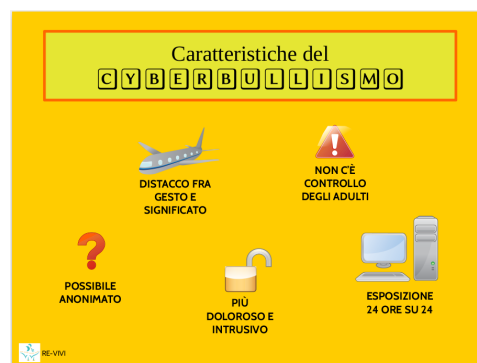 Caratteristiche del
CYBERBULLISMO
DISTACCO FRA
GESTO E
SIGNIFICATO
NON C'È
CONTROLLO
DEGLI ADULTI
POSSIBILE
ANONIMATO
PIÙ
DOLOROSO E
INTRUSIVO
ESPOSIZIONE
24 ORE SU 24
RE-VIVI